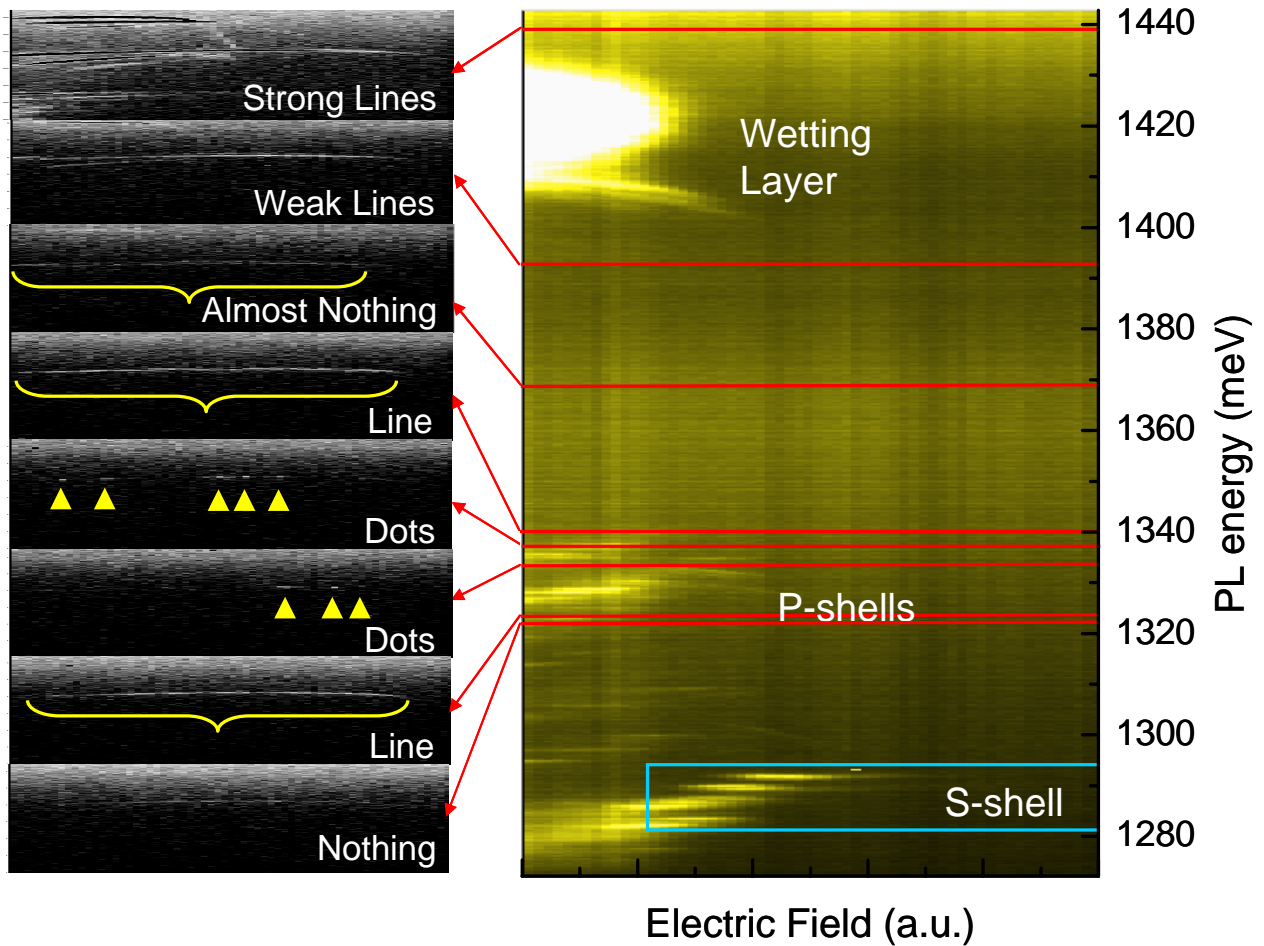 Strong Lines
Weak Lines
Almost Nothing
Line
Dots
Dots
Line
Nothing
Wetting
Layer
P-shells
S-shell
1440
1420
1400
1380
1360
1340
1320
1300
1280
PL energy (meV)
Electric Field (a.u.)